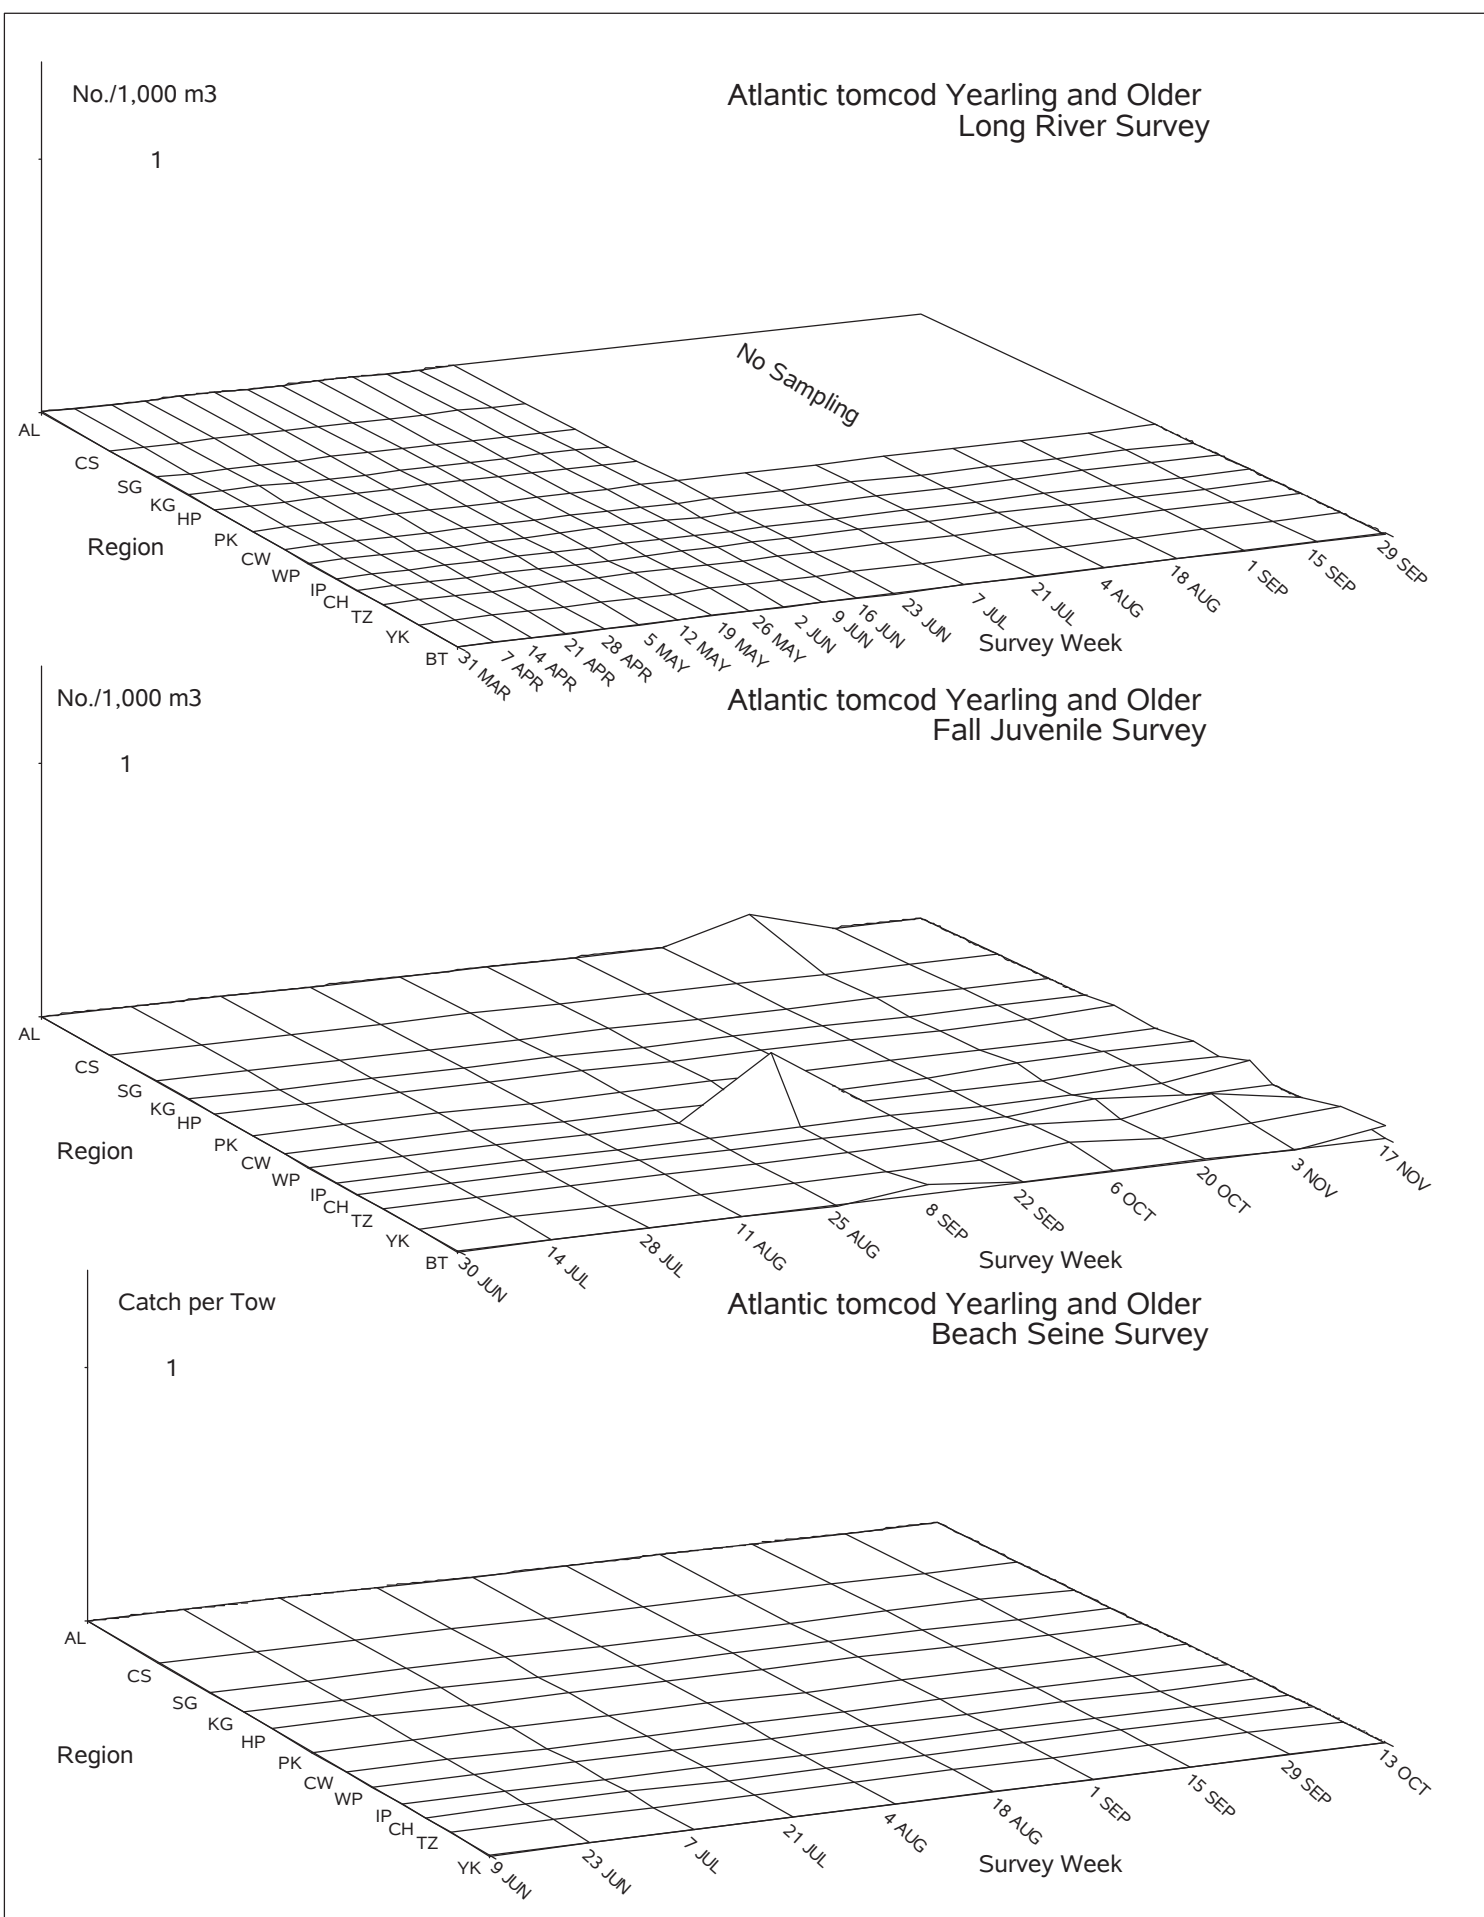 No./1,000 m3
Atlantic tomcod Yearling and Older
Long River Survey
1
No Sampling
AL
CS
SG
KG
HP
PK
CW
WP
IP
CH
TZ
YK
BT
Region
31 MAR
7 APR
14 APR
21 APR
28 APR
5 MAY
12 MAY
19 MAY
26 MAY
2 JUN
9 JUN
16 JUN
23 JUN
7 JUL
21 JUL
4 AUG
18 AUG
1 SEP
15 SEP
29 SEP
Survey Week
No./1,000 m3
Atlantic tomcod Yearling and Older
Fall Juvenile Survey
1
AL
CS
SG
KG
HP
PK
CW
WP
IP
CH
TZ
YK
BT
Region
30 JUN
14 JUL
28 JUL
11 AUG
25 AUG
8 SEP
22 SEP
6 OCT
20 OCT
3 NOV
17 NOV
Survey Week
Catch per Tow
Atlantic tomcod Yearling and Older
Beach Seine Survey
1
AL
CS
SG
KG
HP
PK
CW
WP
IP
CH
TZ
YK
Region
9 JUN
23 JUN
7 JUL
21 JUL
4 AUG
18 AUG
1 SEP
15 SEP
29 SEP
13 OCT
Survey Week